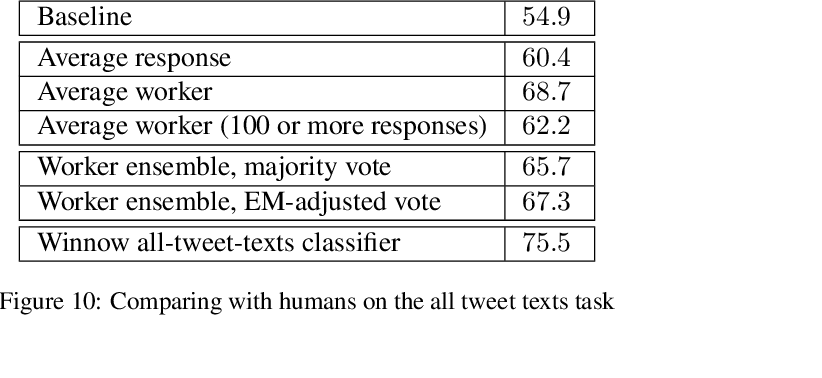 Baseline 54.9
Average response 60.4
Average worker 68.7
Average worker (100 or more responses) 62.2
Worker ensemble, majority vote 65.7
Worker ensemble, EM-adjusted vote 67.3
Winnow all-tweet-texts classifier 75.5
Figure 10: Comparing with humans on the all tweet texts task